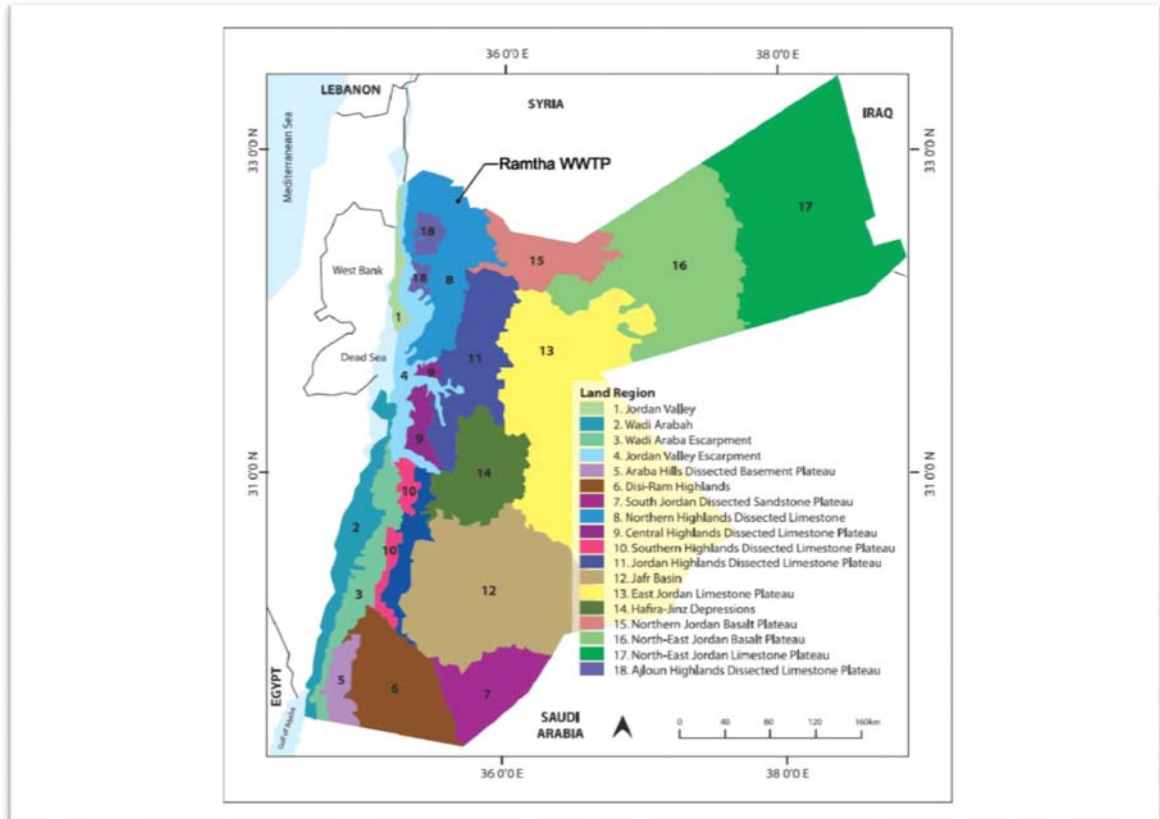 36 0'0 E
38 0'0 E
LEBANON
SYRIA
IRAQ
Mediterranean Sea
33 0'0 N
33 0'0 N
Ramtha WWTP
17
18
15
16
West Bank
18
8
1
13
11
Dead Sea
9
4
Land Region
1. Jordan Valley
2. Wadi Arabah
3. Wadi Araba Escarpment
4. Jordan Valley Escarpment
5. Araba Hills Dissected Basement Plateau
6. Disi-Ram Highlands
7. South Jordan Dissected Sandstone Plateau
8. Northern Highlands Dissected Limestone
9. Central Highlands Dissected Limestone Plateau
10. Southern Highlands Dissected Limestone Plateau
11. Jordan Highlands Dissected Limestone Plateau
12. Jafr Basin
13. East Jordan Limestone Plateau
14. Hafira-Jinz Depressions
15. Northern Jordan Basalt Plateau
16. North-East Jordan Basalt Plateau
17. North-East Jordan Limestone Plateau
18. Ajloun Highlands Dissected Limestone Plateau
9
31 0'0 N
31 0'0 N
14
10
2
10
3
12
5
6
7
EGYPT
Gulf of Aqaba
SAUDI
ARABIA
0 40 80 120 160km
36 0'0 E
38 0'0 E